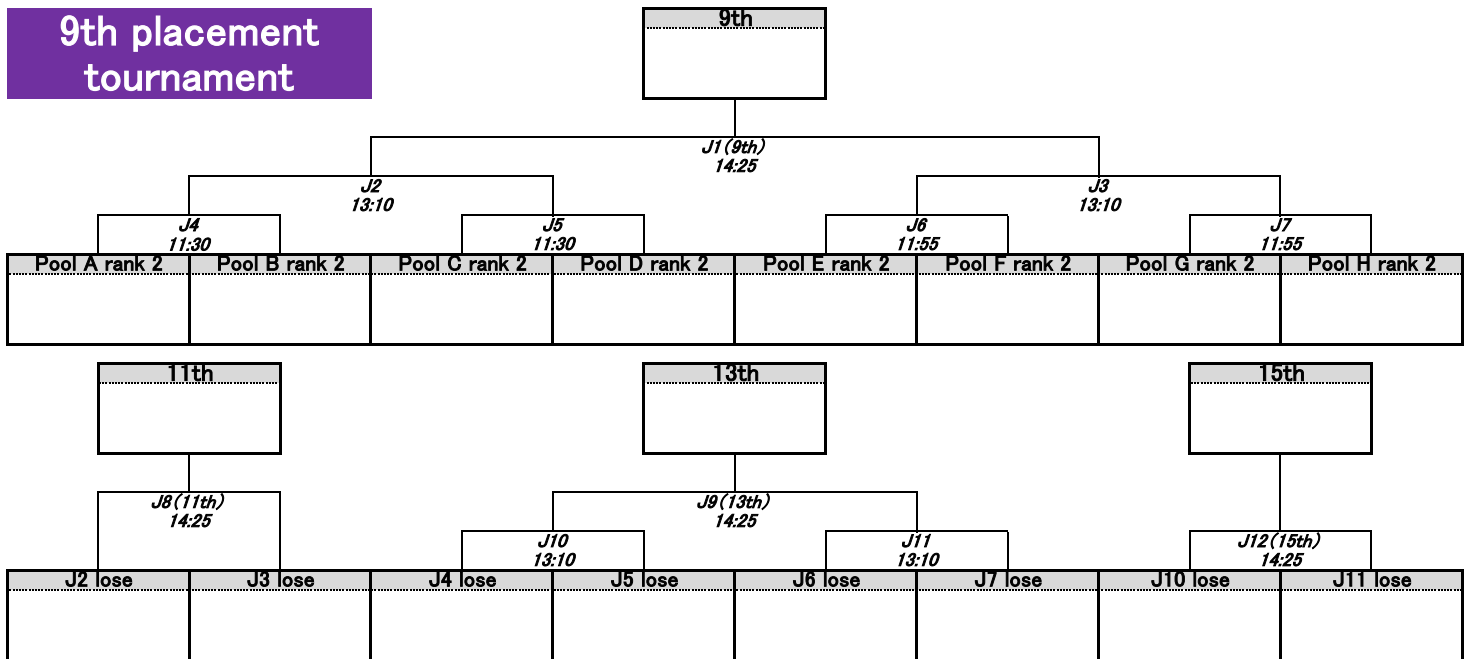 9th placement
tournament
9th
J1(9th)
14:25
J2
13:10
J3
13:10
J4
11:30
J5
11:30
J6
11:55
J7
11:55
Pool A rank 2
Pool B rank 2
Pool C rank 2
Pool D rank 2
Pool E rank 2
Pool F rank 2
Pool G rank 2
Pool H rank 2
11th
13th
15th
J8(11th)
14:25
J9(13th)
14:25
J10
13:10
J11
13:10
J12(15th)
14:25
J2 lose
J3 lose
J4 lose
J5 lose
J6 lose
J7 lose
J10 lose
J11 lose